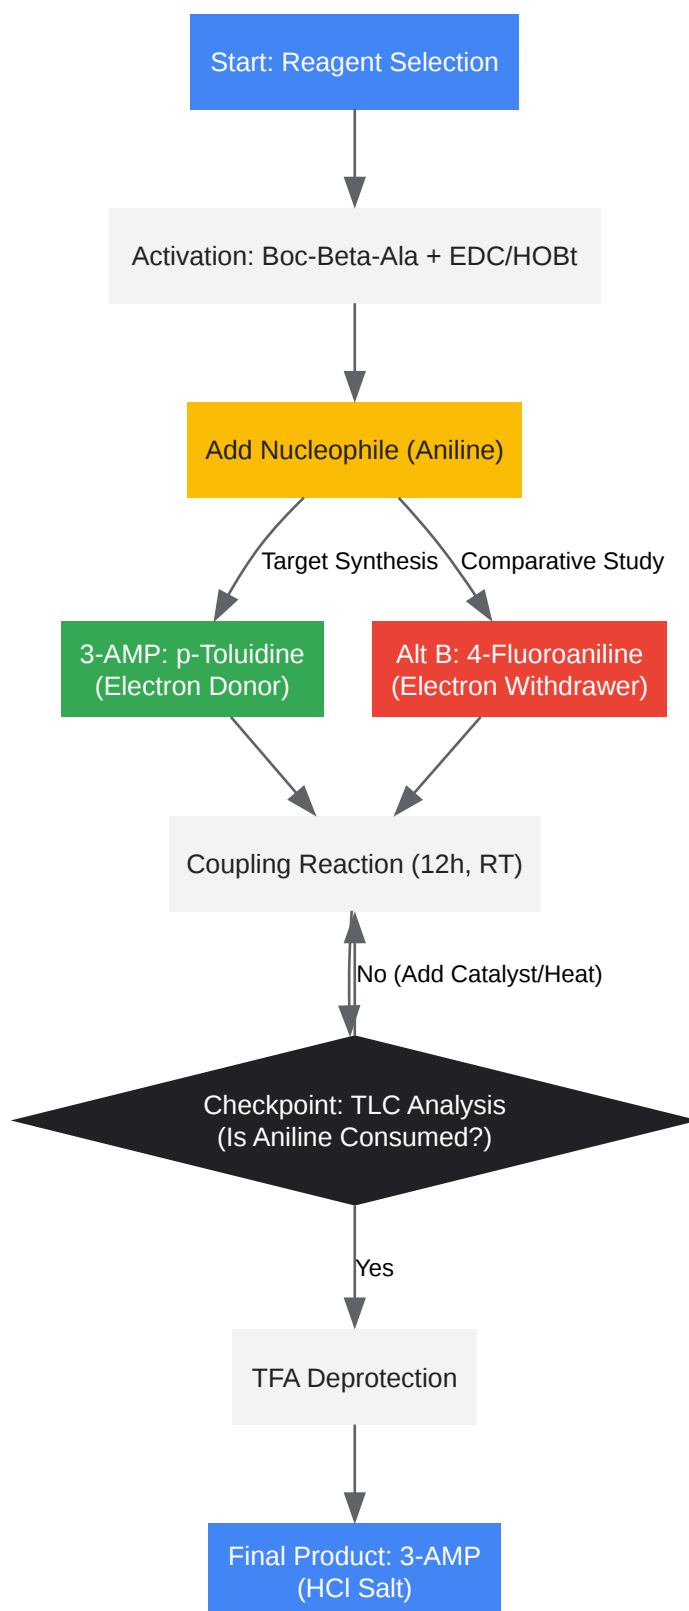 Start: Reagent Selection
Activation: Boc-Beta-Ala + EDC/HOBt
Add Nucleophile (Aniline)
Target Synthesis
Comparative Study
3-AMP: p-Toluidine
(Electron Donor)
Alt B: 4-Fluoroaniline
(Electron Withdrawer)
Coupling Reaction (12h, RT)
No (Add Catalyst/Heat)
Checkpoint: TLC Analysis
(Is Aniline Consumed?)
Yes
TFA Deprotection
Final Product: 3-AMP
(HCl Salt)